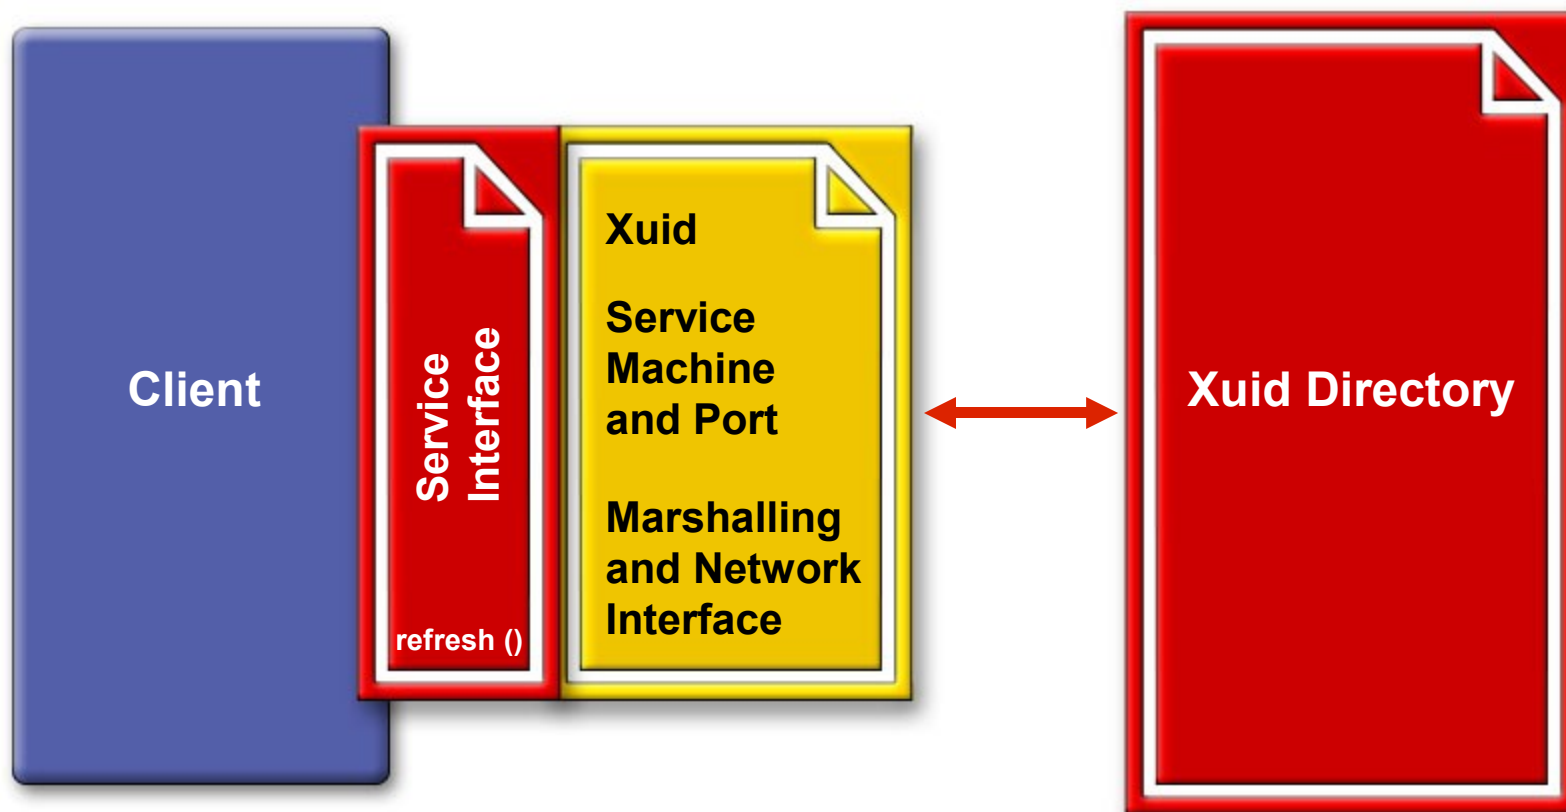 Client
Service
Interface
refresh ()
Xuid
Service
Machine
and Port
Marshalling
and Network
Interface
Xuid Directory